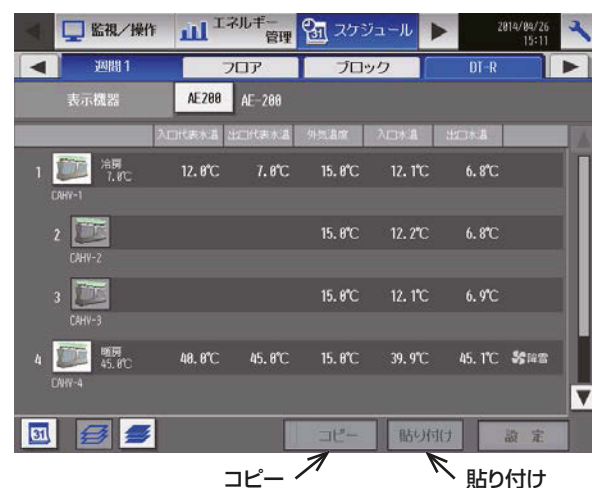 監視/操作 エネルギー管理 31 スケジュール 2014/04/26 15:11
週間1 フロア ブロック DT-R
表示機器 AE200 AE-200
入口代表水温 出口代表水温 外気温度 入口水温 出口水温
1 冷房 7.0℃ 12.0℃ 7.0℃ 15.0℃ 12.1℃ 6.8℃
CAHV-1
2 15.0℃ 12.2℃ 6.8℃
CAHV-2
3 15.0℃ 12.1℃ 6.9℃
CAHV-3
4 暖房 45.0℃ 40.0℃ 45.0℃ 15.0℃ 39.9℃ 45.1℃ 除雪
CAHV-4
31 コピー 貼り付け 設 定
コピー 貼り付け